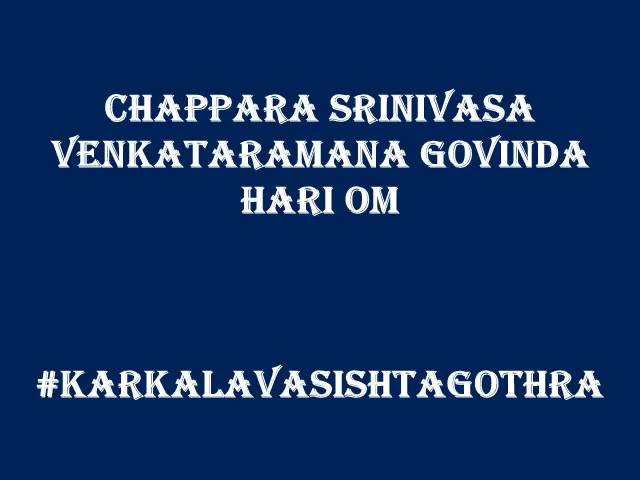 CHAPPARA SRINIVASA
VENKATARAMANA GOVINDA
HARI OM
#KARKALAVASISHTAGOTHRA